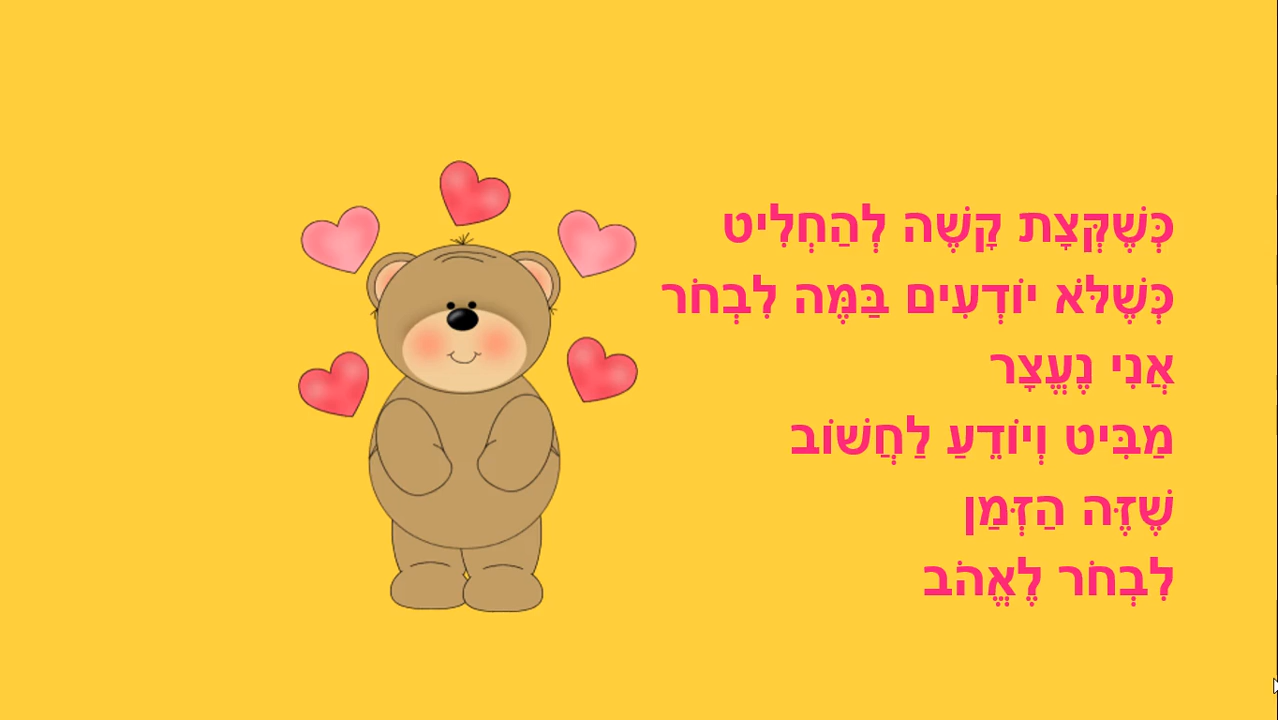 כְּשֶׁקְּצָת קָשֶׁה לְהַחְלִיט
כְּשֶׁלֹּא יוֹדְעִים בַּמֶּה לִבְחֹר
אֲנִי נֶעֱצָר
מַבִּיט וְיוֹדֵעַ לַחֲשׁוֹב
שֶׁזֶּה הַזְּמַן
לִבְחֹר לֶאֱהֹב